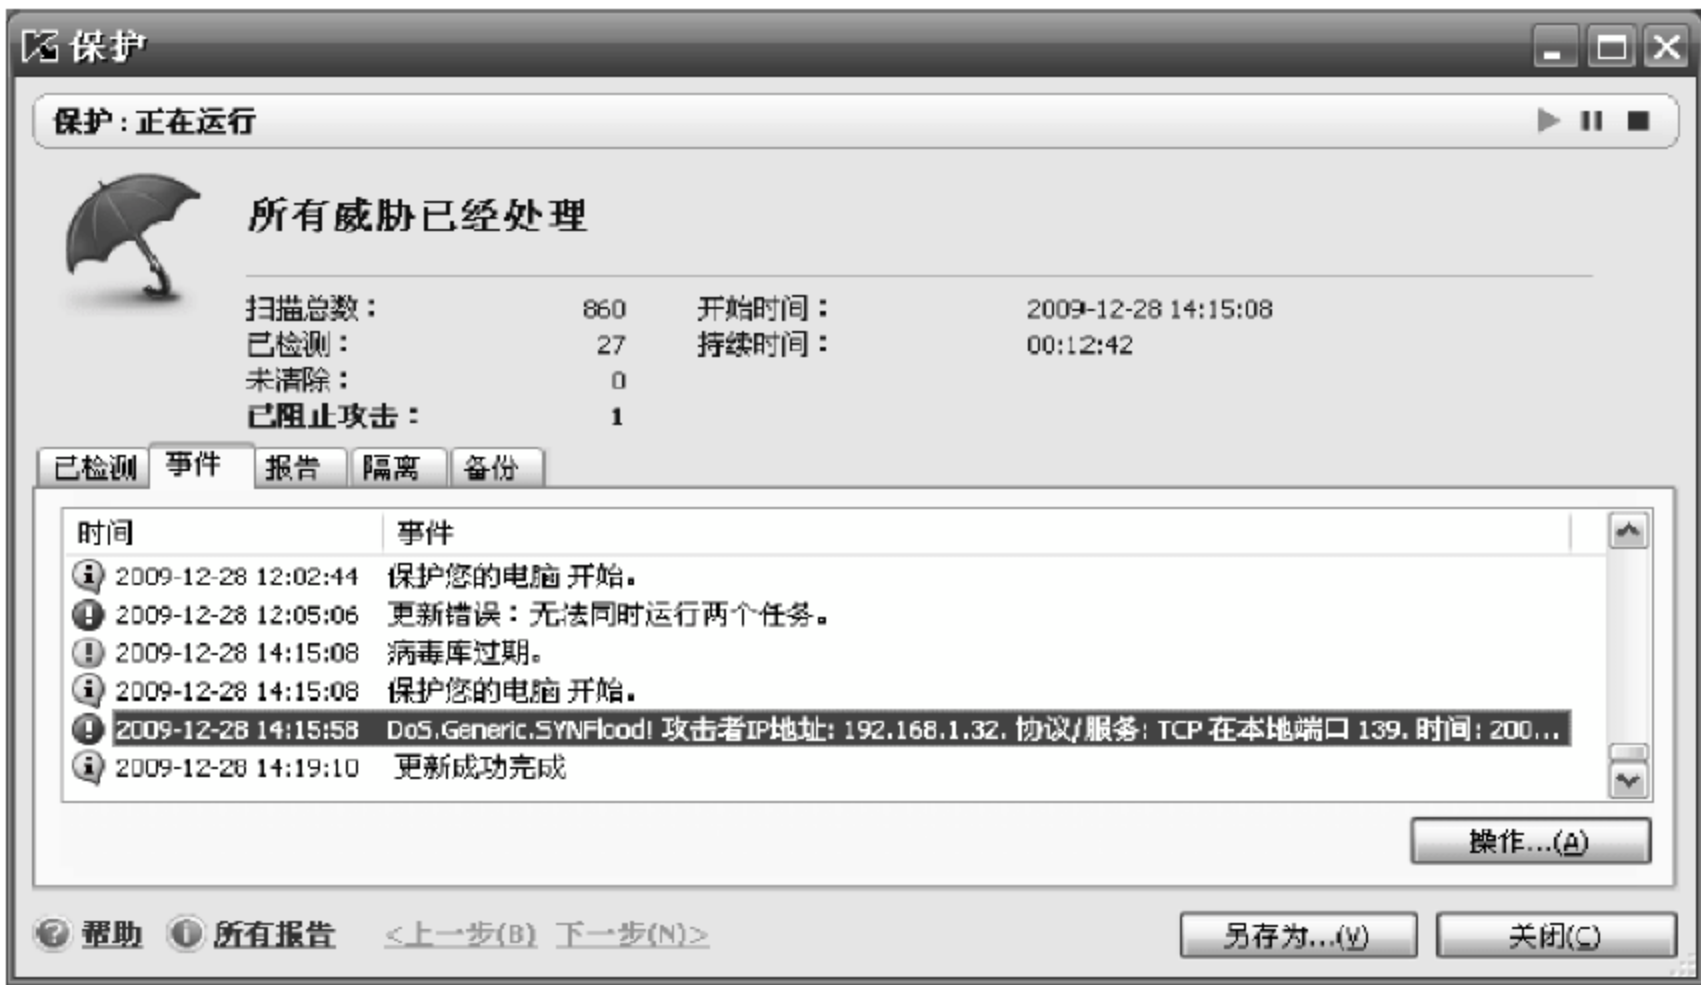 保护
保护:正在运行
所有威胁已经处理
扫描总数: 860 开始时间: 2009-12-28 14:15:08
已检测: 27 持续时间: 00:12:42
未清除: 0
已阻止攻击: 1
已检测 事件 报告 隔离 备份
时间 事件
2009-12-28 12:02:44 保护您的电脑 开始。
2009-12-28 12:05:06 更新错误:无法同时运行两个任务。
2009-12-28 14:15:08 病毒库过期。
2009-12-28 14:15:08 保护您的电脑 开始。
2009-12-28 14:15:58 DoS.Generic.SYNFlood! 攻击者IP地址: 192.168.1.32. 协议/服务: TCP 在本地端口 139. 时间: 200...
2009-12-28 14:19:10 更新成功完成
操作...(A)
帮助 所有报告 <上一步(B) 下一步(N)> 另存为...(V) 关闭(C)